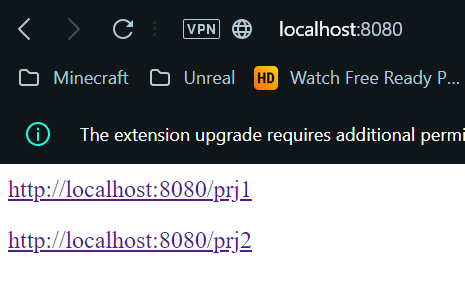 VPN localhost:8080
Minecraft Unreal HD Watch Free Ready P...
The extension upgrade requires additional permi
http://localhost:8080/prj1
http://localhost:8080/prj2